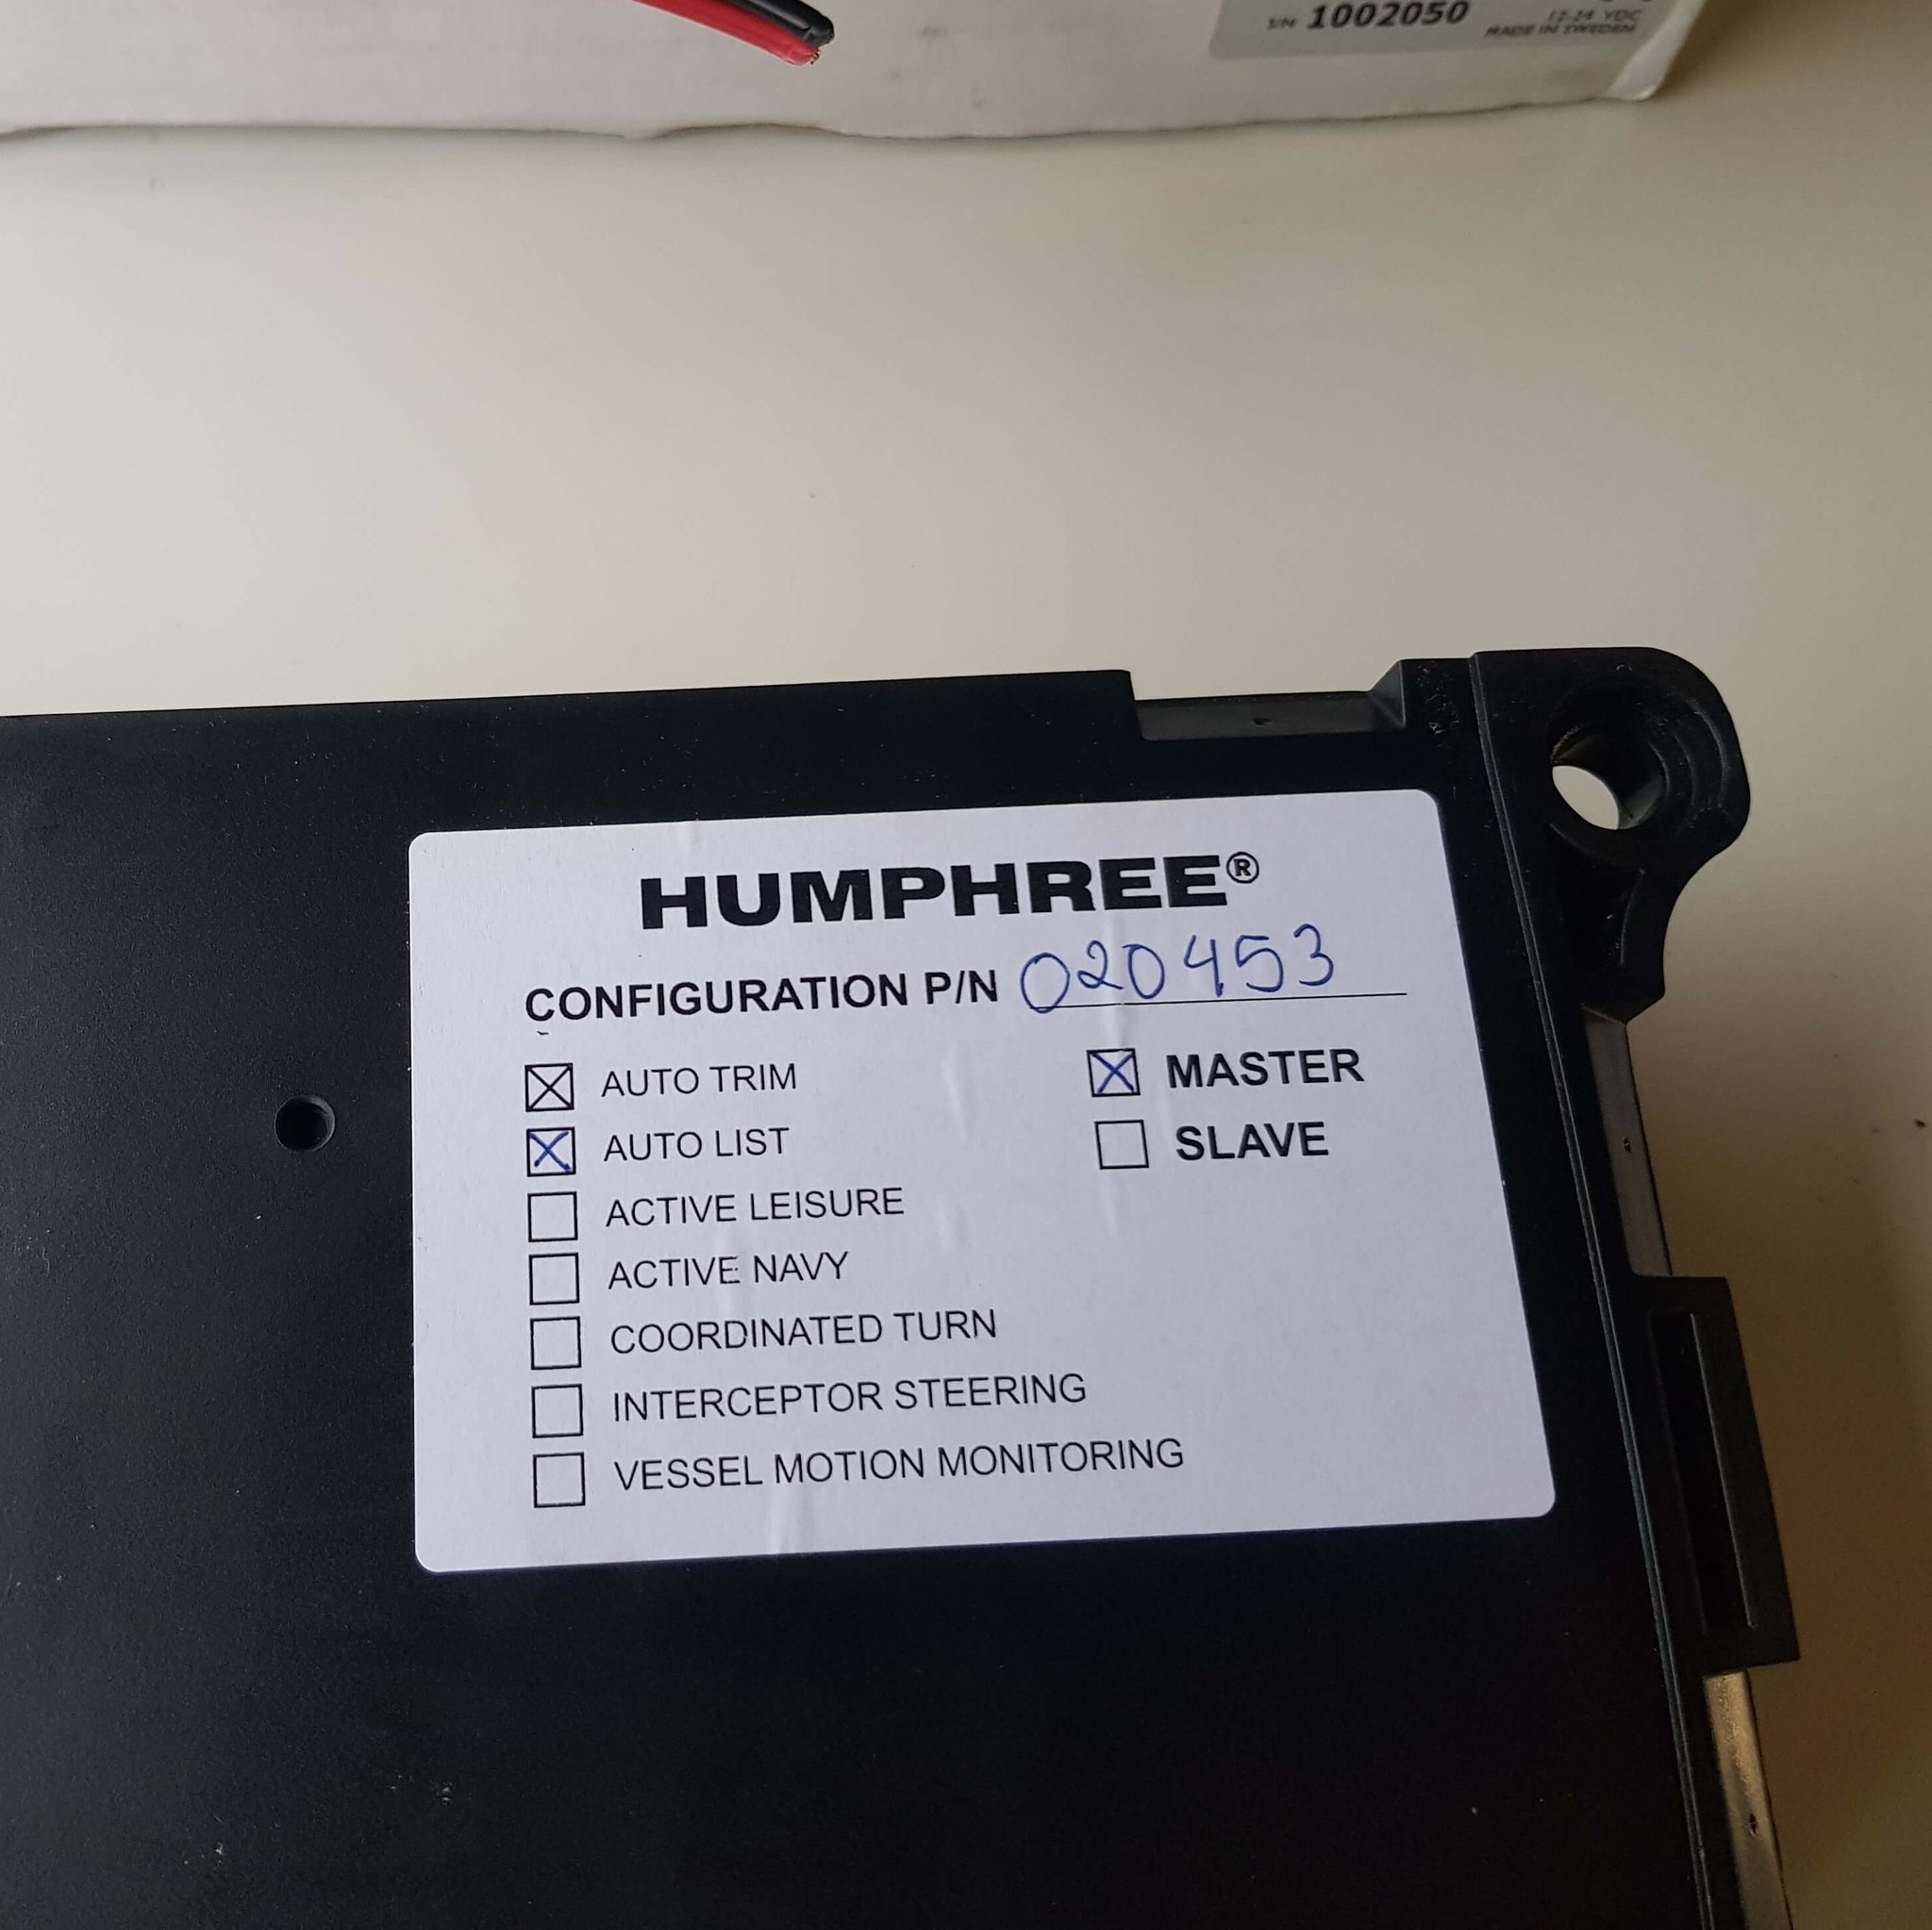 S/N 1002050
12-24 VDC
MADE IN SWEDEN
HUMPHREE®
CONFIGURATION P/N 020453
☒ AUTO TRIM
☒ AUTO LIST
☐ ACTIVE LEISURE
☐ ACTIVE NAVY
☐ COORDINATED TURN
☐ INTERCEPTOR STEERING
☐ VESSEL MOTION MONITORING
☒ MASTER
☐ SLAVE